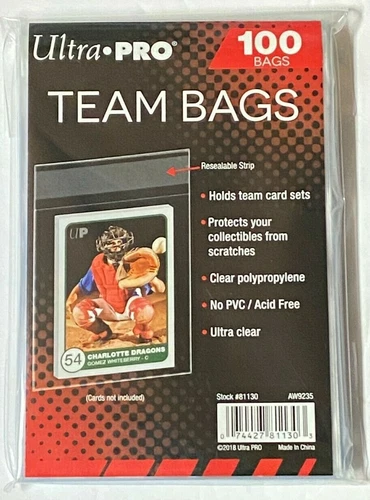 Ultra•PRO®
100
BAGS
TEAM BAGS
Resealable Strip
• Holds team card sets
• Protects your
collectibles from
scratches
• Clear polypropylene
• No PVC / Acid Free
• Ultra clear
UP
54
CHARLOTTE DRAGONS
GOMEZ WHITEBERRY - C
(Cards not included)
Stock #81130 AW9235
0 74427 81130 3
©2018 Ultra PRO Made In China